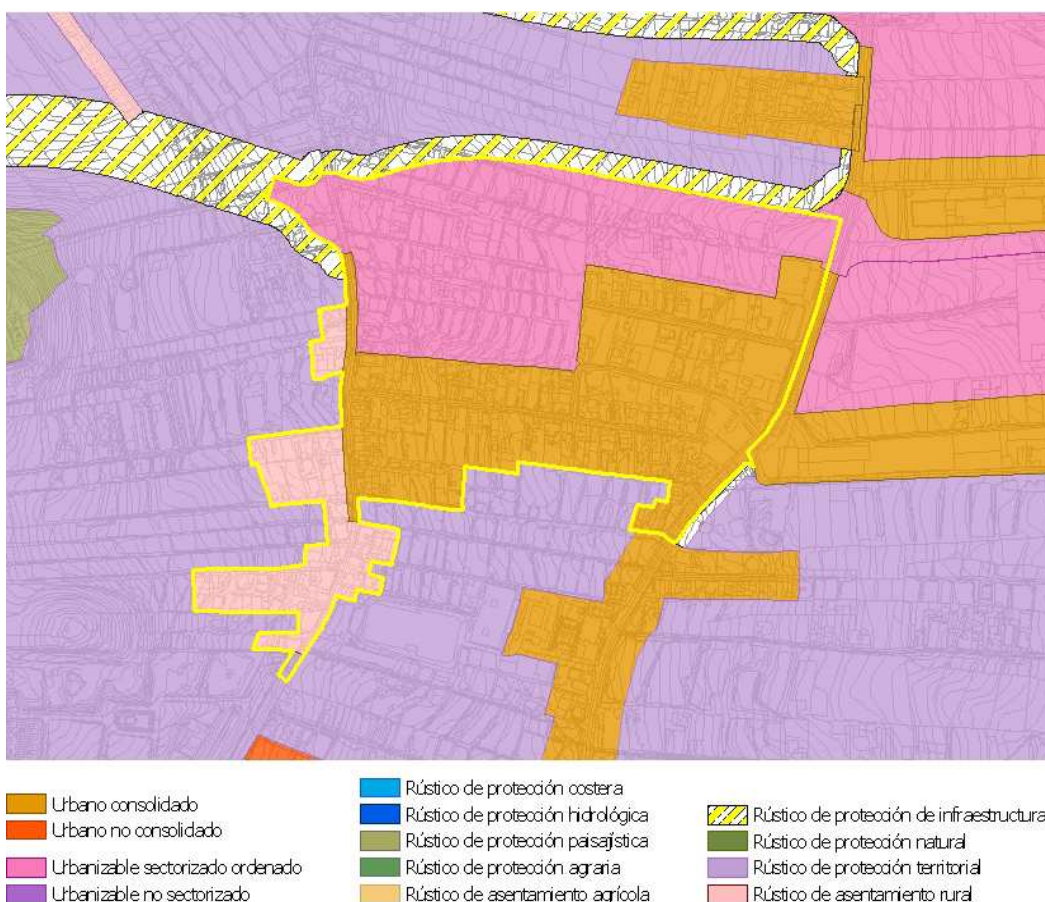 Urbano consolidado
Urbano no consolidado
Urbanizable sectorizado ordenado
Urbanizable no sectorizado
Rústico de protección costera
Rústico de protección hidrológica
Rústico de protección paisajística
Rústico de protección agraria
Rústico de asentamiento agrícola
Rústico de protección de infraestructura
Rústico de protección natural
Rústico de protección territorial
Rústico de asentamiento rural